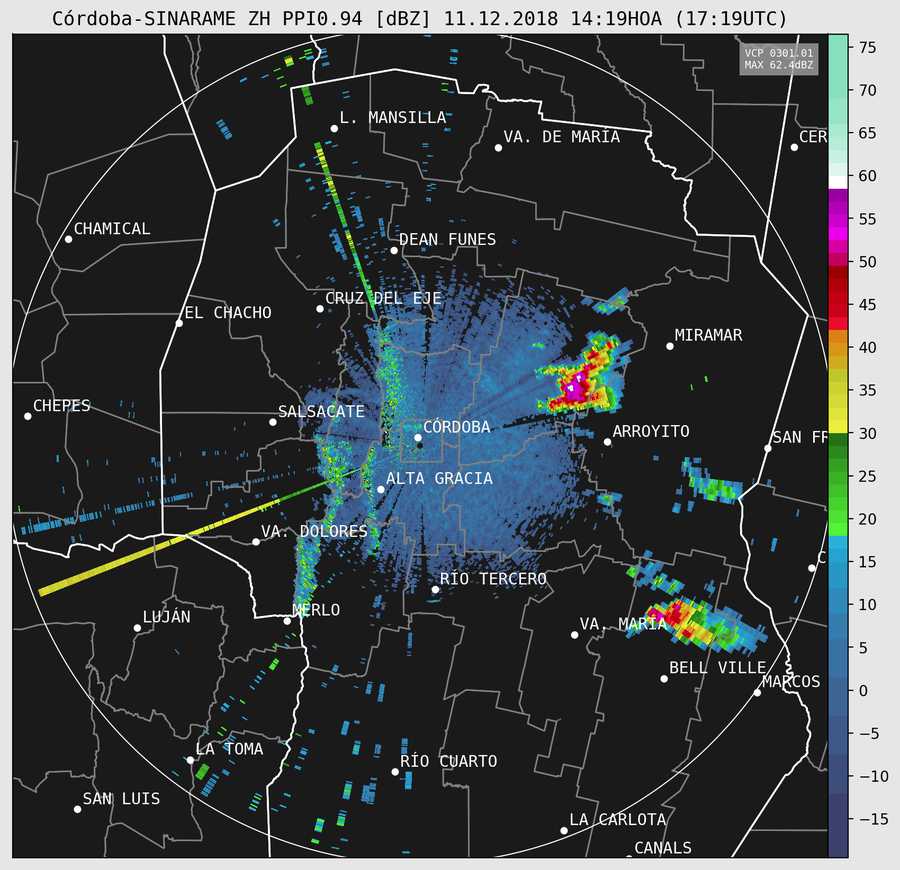 Córdoba-SINARAME ZH PPI0.94 [dBZ] 11.12.2018 14:19HOA (17:19UTC)
VCP 0301.01
MAX 62.4dBZ
75
70
65
60
55
50
45
40
35
30
25
20
15
10
5
0
−5
−10
−15
L. MANSILLA
VA. DE MARÍA
CER
CHAMICAL
DEAN FUNES
CRUZ DEL EJE
EL CHACHO
MIRAMAR
CHEPES
SALSACATE
CÓRDOBA
ARROYITO
SAN FR
ALTA GRACIA
VA. DOLORES
C
RÍO TERCERO
LUJÁN
MERLO
VA. MARÍA
BELL VILLE
MARCOS
LA TOMA
RÍO CUARTO
SAN LUIS
LA CARLOTA
CANALS